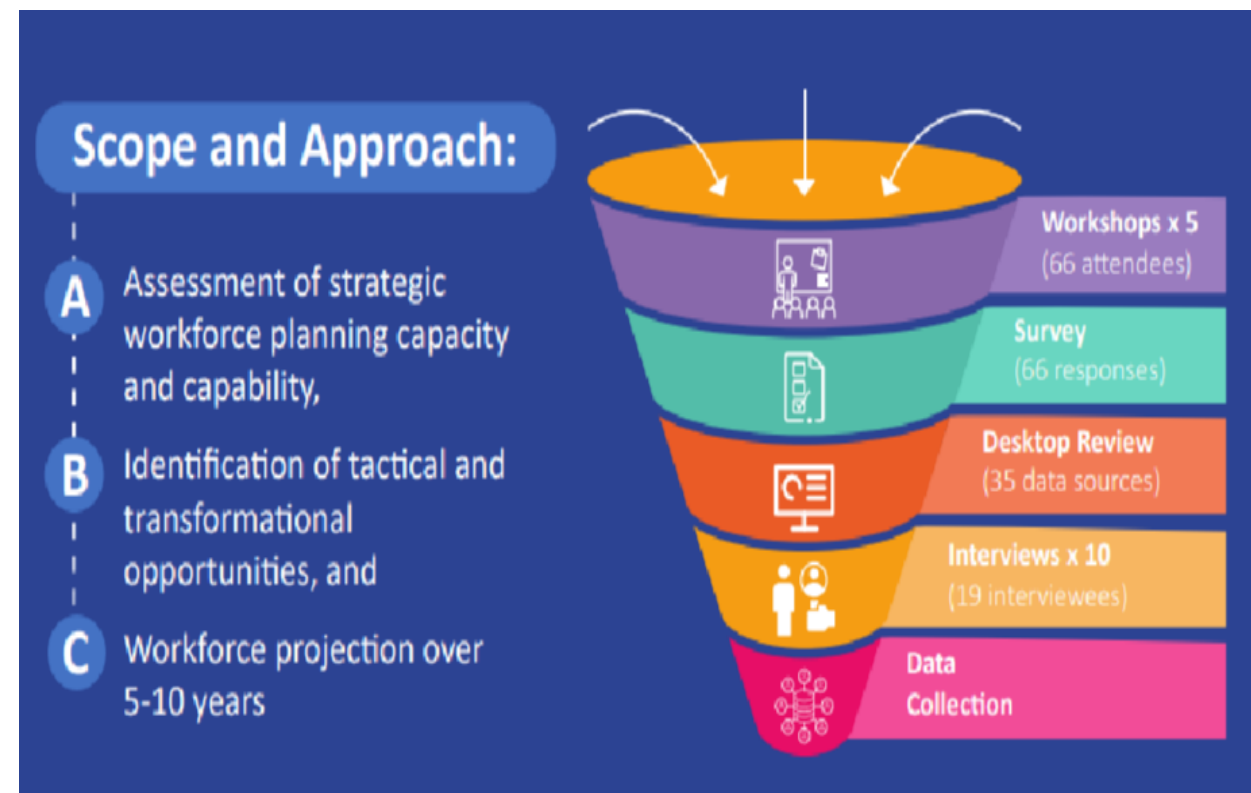 Scope and Approach:
A
Assessment of strategic
workforce planning capacity
and capability,
B
Identification of tactical and
transformational
opportunities, and
C
Workforce projection over
5-10 years
Workshops x 5
(66 attendees)
Survey
(66 responses)
Desktop Review
(35 data sources)
Interviews x 10
(19 interviewees)
Data
Collection